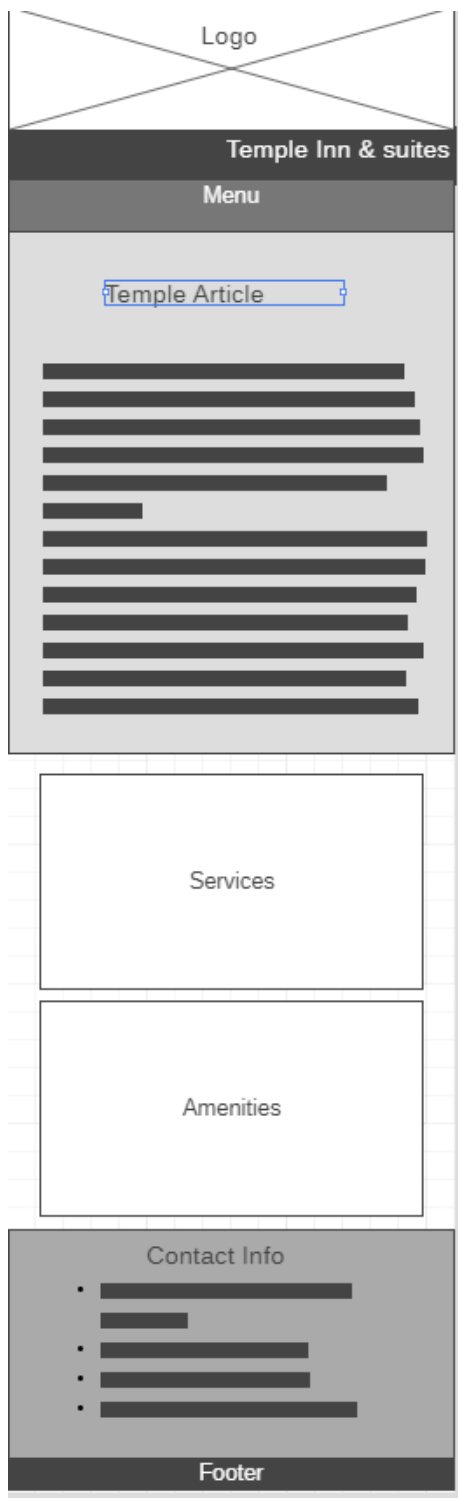 Logo
Temple Inn & suites
Menu
Temple Article
Services
Amenities
Contact Info
Footer